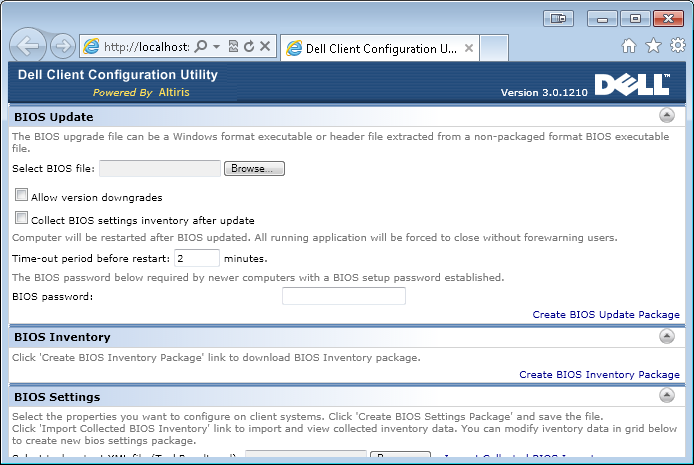 http://localhost:
Dell Client Configuration U...
Dell Client Configuration Utility
Powered By Altiris
Version 3.0.1210
DELL™
BIOS Update
The BIOS upgrade file can be a Windows format executable or header file extracted from a non-packaged format BIOS executable
file.
Select BIOS file:
Browse...
Allow version downgrades
Collect BIOS settings inventory after update
Computer will be restarted after BIOS updated. All running application will be forced to close without forewarning users.
Time-out period before restart: 2 minutes.
The BIOS password below required by newer computers with a BIOS setup password established.
BIOS password:
Create BIOS Update Package
BIOS Inventory
Click 'Create BIOS Inventory Package' link to download BIOS Inventory package.
Create BIOS Inventory Package
BIOS Settings
Select the properties you want to configure on client systems. Click 'Create BIOS Settings Package' and save the file.
Click 'Import Collected BIOS Inventory' link to import and view collected inventory data. You can modify iventory data in grid below
to create new bios settings package.